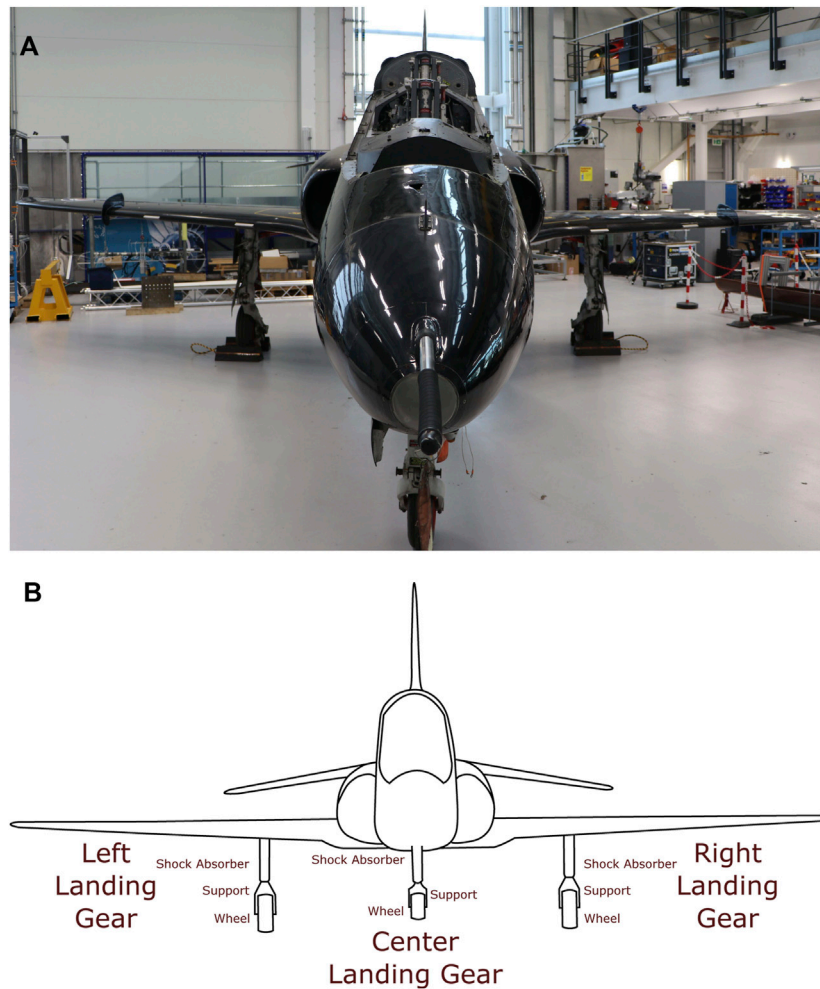 A
B
Left
Landing
Gear
Shock Absorber
Support
Wheel
Shock Absorber
Support
Wheel
Center
Landing Gear
Shock Absorber
Support
Wheel
Right
Landing
Gear